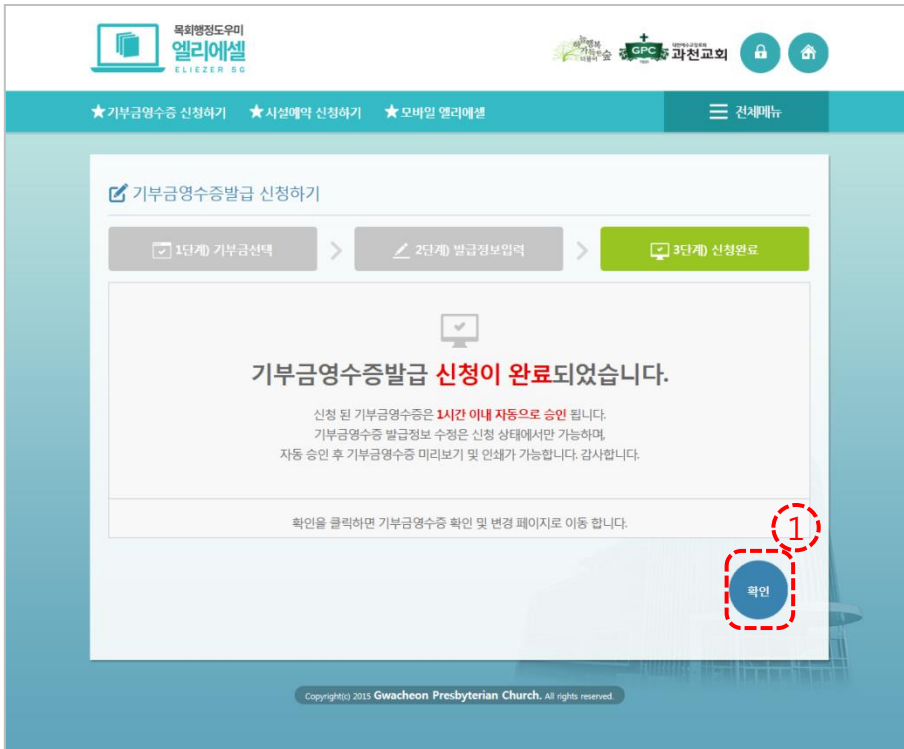 목회행정도우미
엘리에셀
ELIEZER 5G
GPC
과천교회
★기부금영수증 신청하기 ★시설예약 신청하기 ★모바일 엘리에셀
전체메뉴
기부금영수증발급 신청하기
1단계) 기부금선택
2단계) 발급정보입력
3단계) 신청완료
기부금영수증발급 신청이 완료되었습니다.
신청 된 기부금영수증은 1시간 이내 자동으로 승인 됩니다.
기부금영수증 발급정보 수정은 신청 상태에서만 가능하며,
자동 승인 후 기부금영수증 미리보기 및 인쇄가 가능합니다. 감사합니다.
확인을 클릭하면 기부금영수증 확인 및 변경 페이지로 이동 합니다.
1
확인
Copyright(c) 2015 Gwacheon Presbyterian Church. All rights reserved.